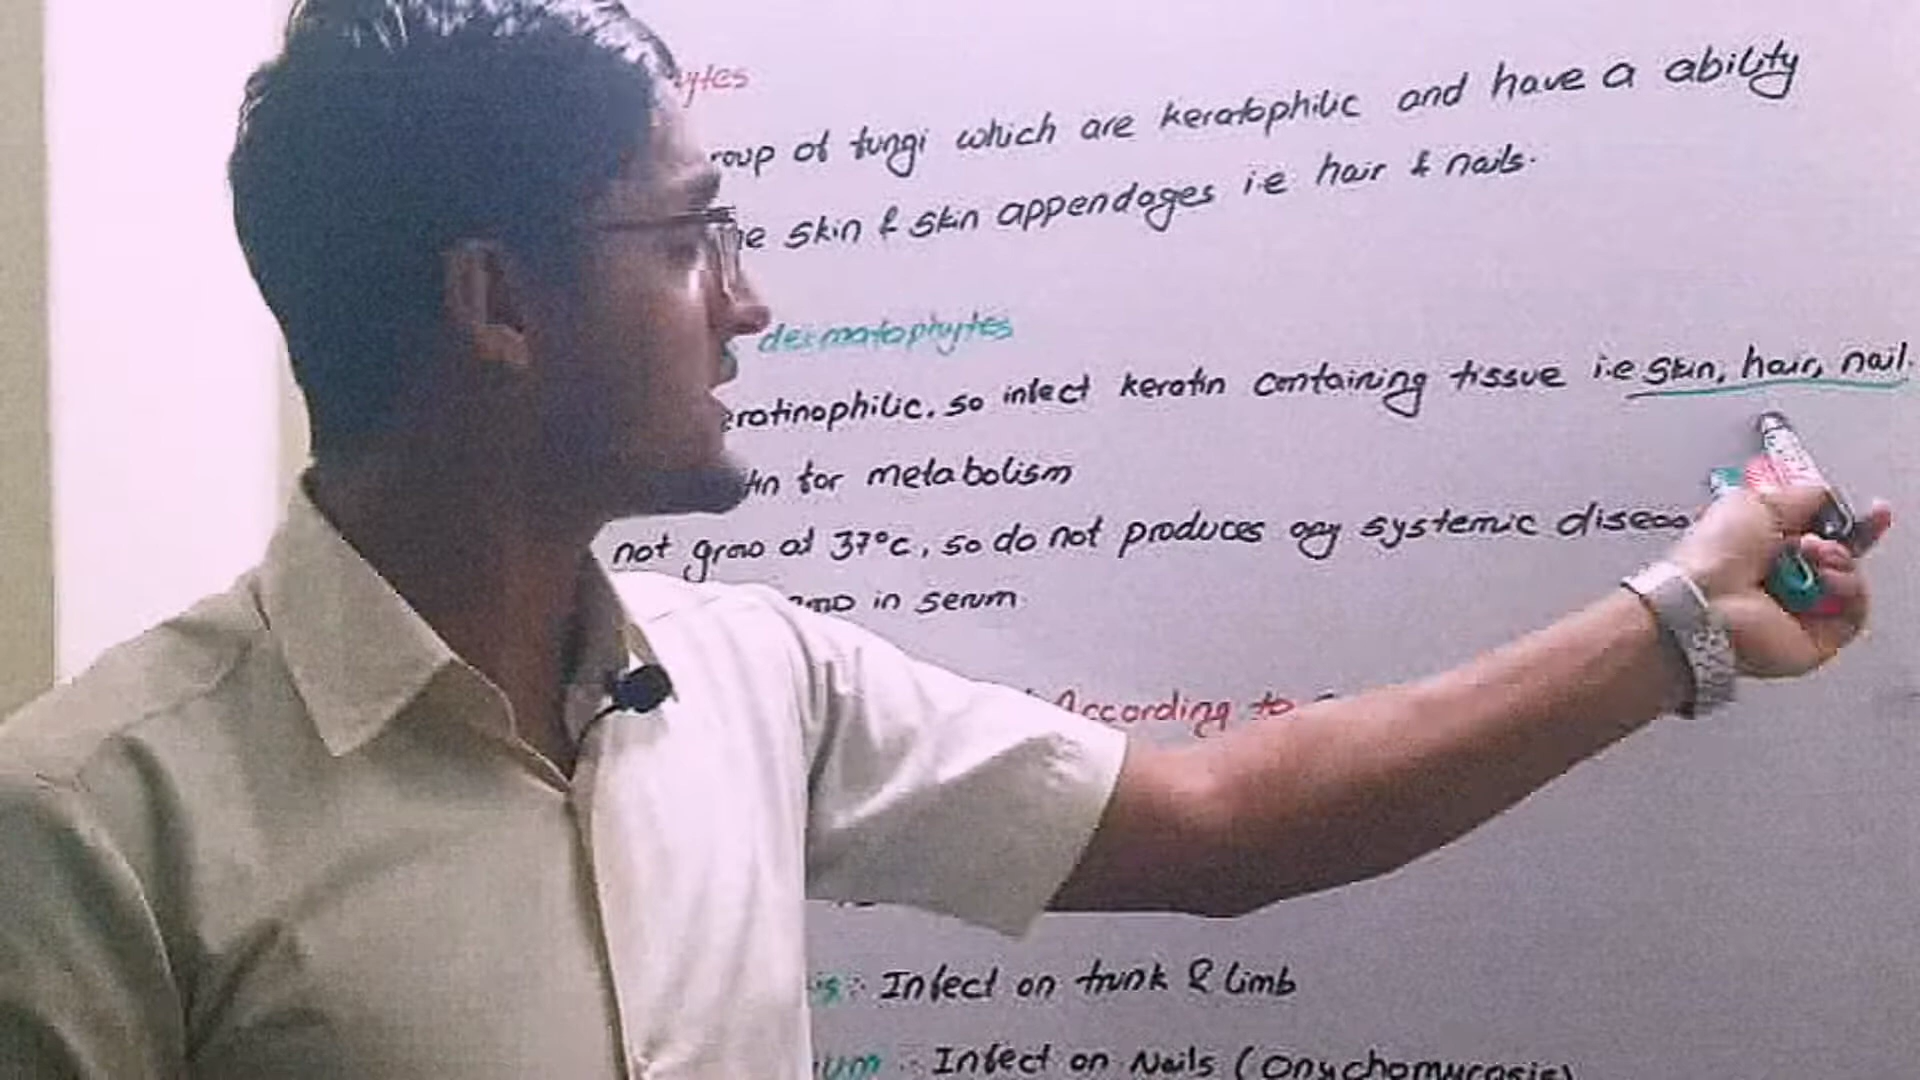 ytes
roup of fungi which are keratophilic and have a ability
e skin & skin appendages i.e hair & nails.
dermatophytes
eratinophilic, so infect keratin containing tissue i.e skin, hair, nail.
tin for metabolism
not grow at 37°C, so do not produces any systemic diseas
in serum
According to
s : Infect on trunk & limb
um : Infect on Nails (Onychomycosis)